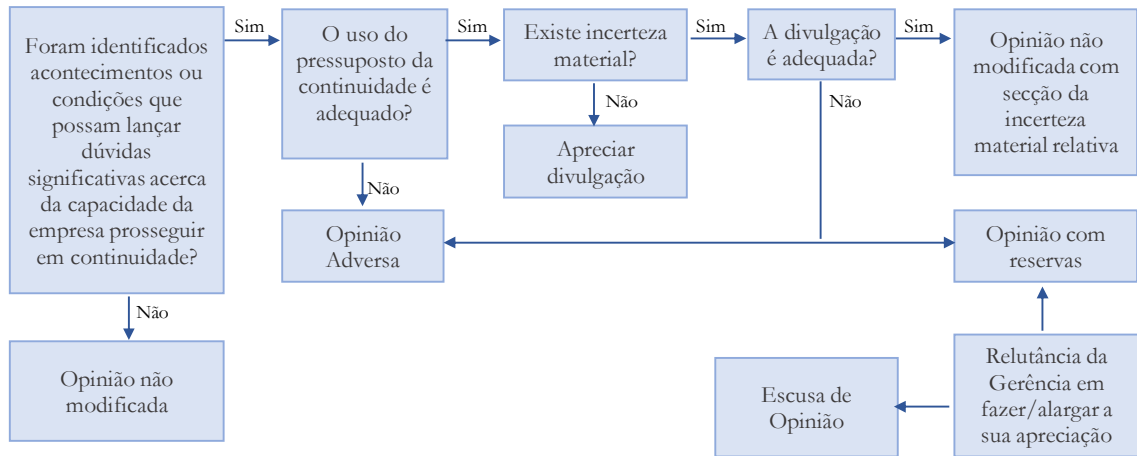 Foram identificados
acontecimentos ou
condições que
possam lançar
dúvidas
significativas acerca
da capacidade da
empresa prosseguir
em continuidade?
Sim
O uso do
pressuposto da
continuidade é
adequado?
Sim
Existe incerteza
material?
Sim
A divulgação
é adequada?
Sim
Opinião não
modificada com
secção da
incerteza
material relativa
Não
Apreciar
divulgação
Não
Não
Opinião
Adversa
Opinião com
reservas
Não
Opinião não
modificada
Escusa de
Opinião
Relutância da
Gerência em
fazer/alargar a
sua apreciação